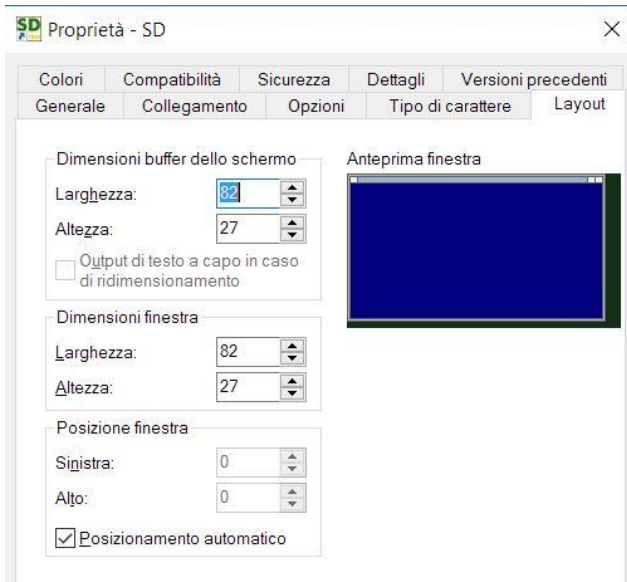 SD
Proprietà - SD
Colori Compatibilità Sicurezza Dettagli Versioni precedenti
Generale Collegamento Opzioni Tipo di carattere Layout
Dimensioni buffer dello schermo
Larghezza: 82
Altezza: 27
Output di testo a capo in caso
di ridimensionamento
Dimensioni finestra
Larghezza: 82
Altezza: 27
Posizione finestra
Sinistra: 0
Alto: 0
Posizionamento automatico
Anteprima finestra